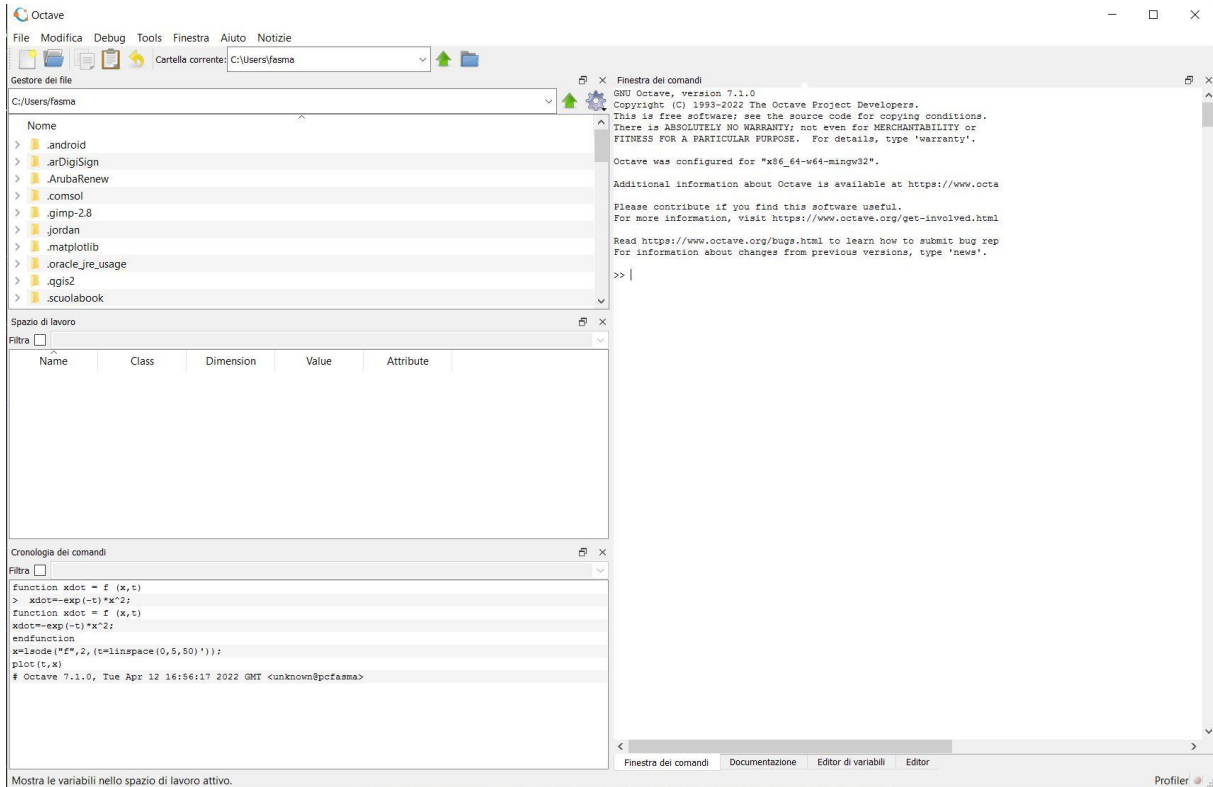 Octave
File Modifica Debug Tools Finestra Aiuto Notizie
Cartella corrente: C:\Users\fasma
Gestore dei file
C:/Users/fasma
Nome
.android
.arDigiSign
.ArubaRenew
.comsol
.gimp-2.8
.jordan
.matplotlib
.oracle_jre_usage
.qgis2
.scuolabook
Spazio di lavoro
Filtra
Name Class Dimension Value Attribute
Cronologia dei comandi
Filtra
function xdot = f (x,t)
> xdot=-exp(-t)*x^2;
function xdot = f (x,t)
xdot=-exp(-t)*x^2;
endfunction
x=lsode("f",2,(t=linspace(0,5,50)'));
plot(t,x)
# Octave 7.1.0, Tue Apr 12 16:56:17 2022 GMT <unknown@pcfasma>
Mostra le variabili nello spazio di lavoro attivo.
Finestra dei comandi
GNU Octave, version 7.1.0
Copyright (C) 1993-2022 The Octave Project Developers.
This is free software; see the source code for copying conditions.
There is ABSOLUTELY NO WARRANTY; not even for MERCHANTABILITY or
FITNESS FOR A PARTICULAR PURPOSE.  For details, type 'warranty'.
Octave was configured for "x86_64-w64-mingw32".
Additional information about Octave is available at https://www.octa
Please contribute if you find this software useful.
For more information, visit https://www.octave.org/get-involved.html
Read https://www.octave.org/bugs.html to learn how to submit bug rep
For information about changes from previous versions, type 'news'.
>>
Finestra dei comandi Documentazione Editor di variabili Editor
Profiler